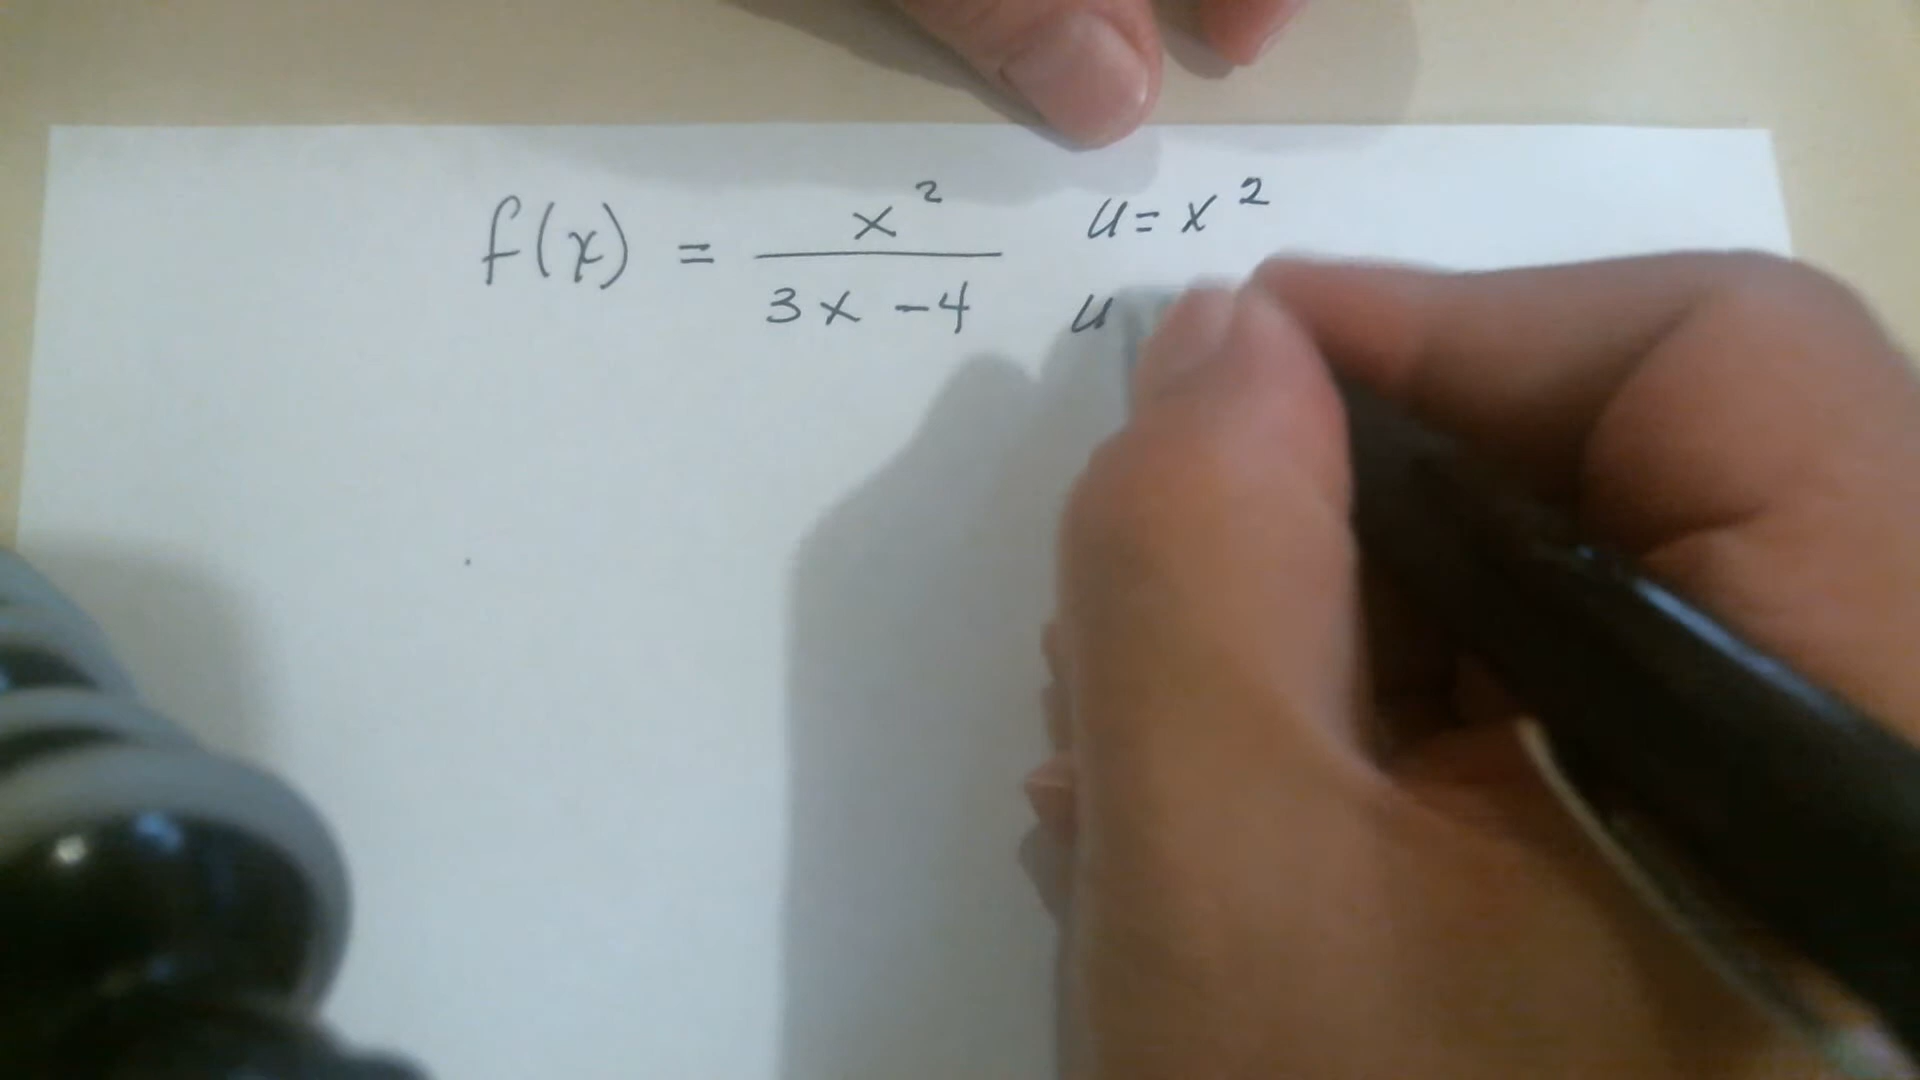 f(x) = x² / 3x - 4 u = x²
u